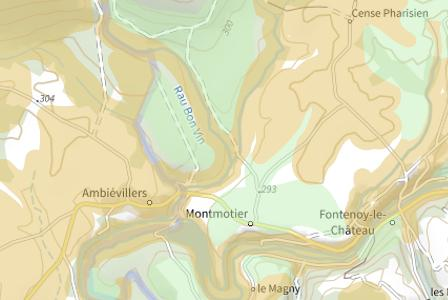 Cense Pharisien
300
304
Rau Bon Vin
Ambiévillers
.293
Montmotier
Fontenoy-le-
Château
le Magny
les